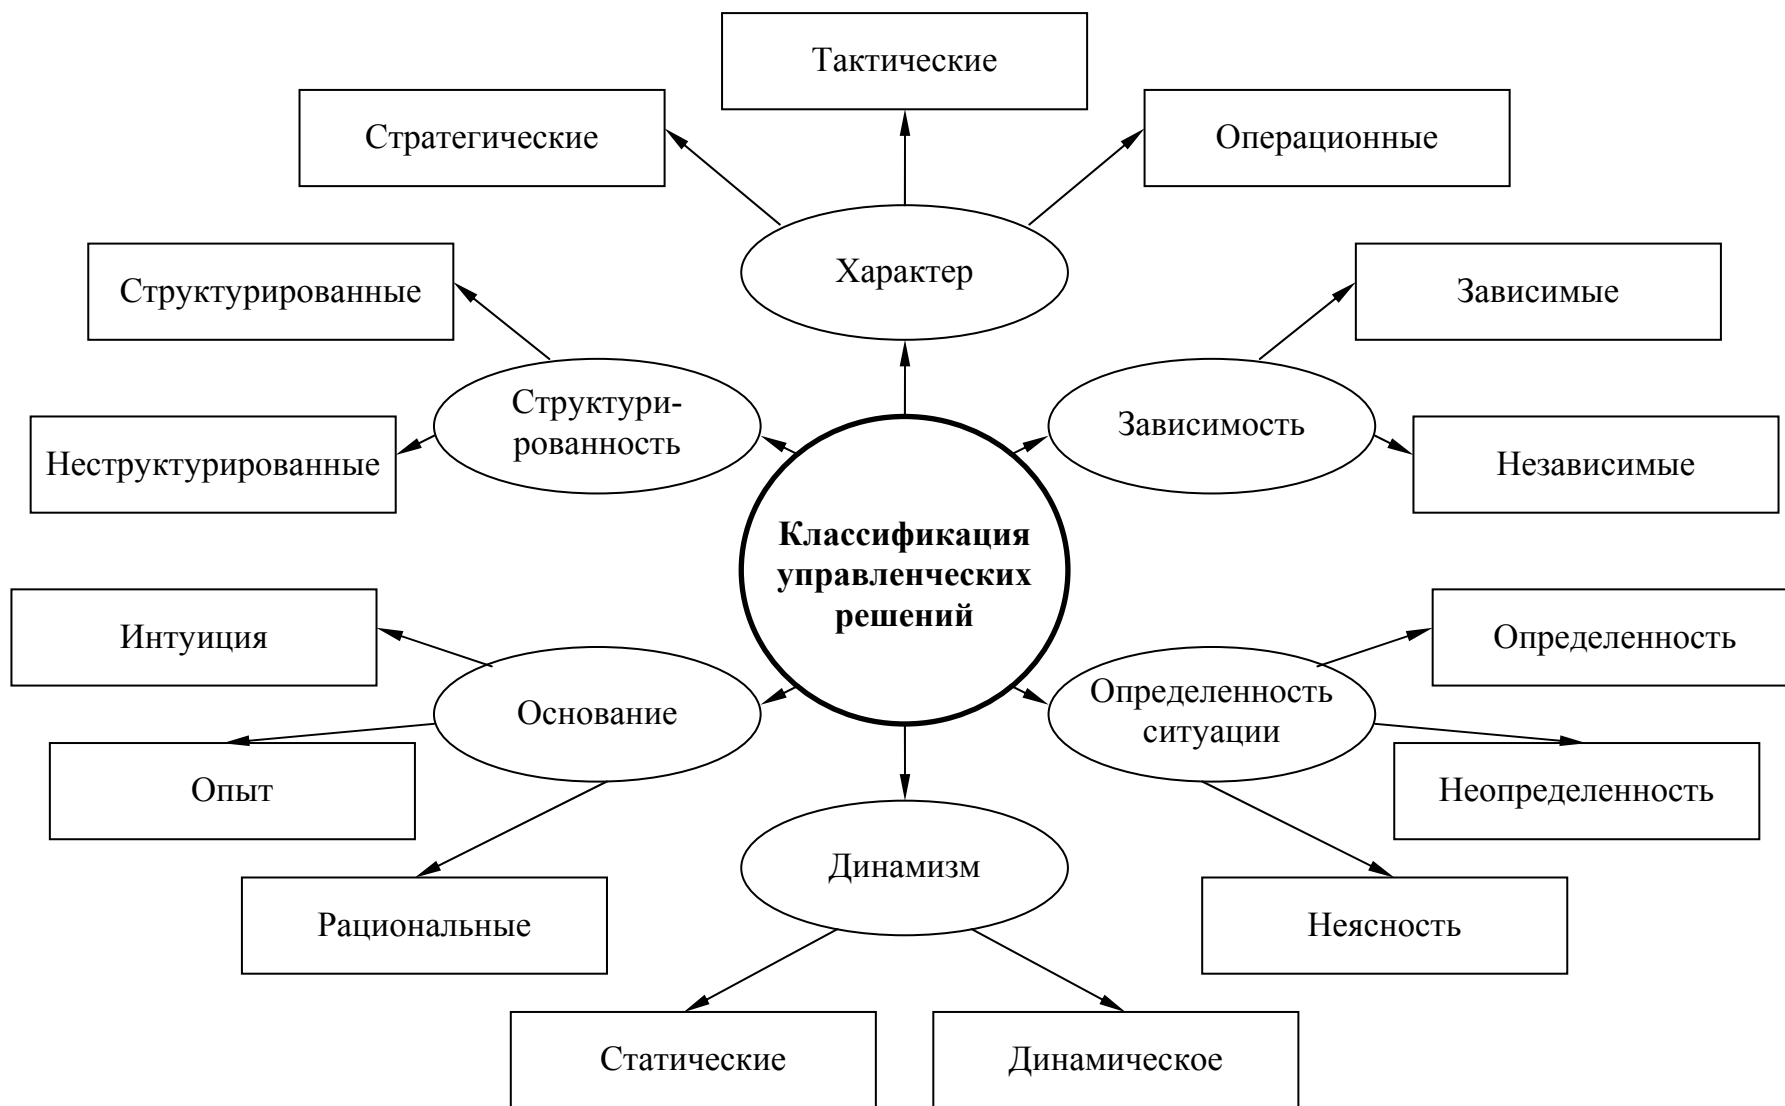 Тактические
Стратегические
Операционные
Характер
Структурированные
Зависимые
Структури-
рованность
Зависимость
Неструктурированные
Независимые
Классификация
управленческих
решений
Интуиция
Определенность
Основание
Определенность
ситуации
Опыт
Неопределенность
Динамизм
Рациональные
Неясность
Статические
Динамическое